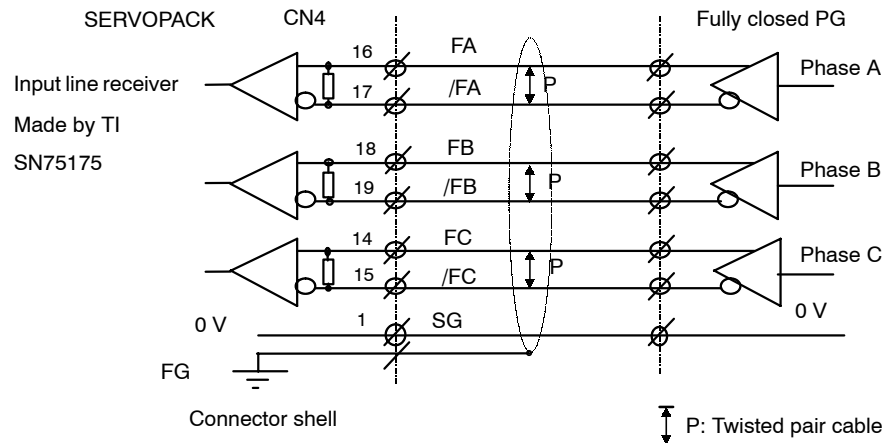 SERVOPACK CN4 Fully closed PG
16 FA
Phase A
Input line receiver
17 /FA P
Made by TI
18 FB
SN75175
Phase B
19 /FB P
14 FC
Phase C
15 /FC P
0 V 1 SG 0 V
FG
Connector shell
P: Twisted pair cable